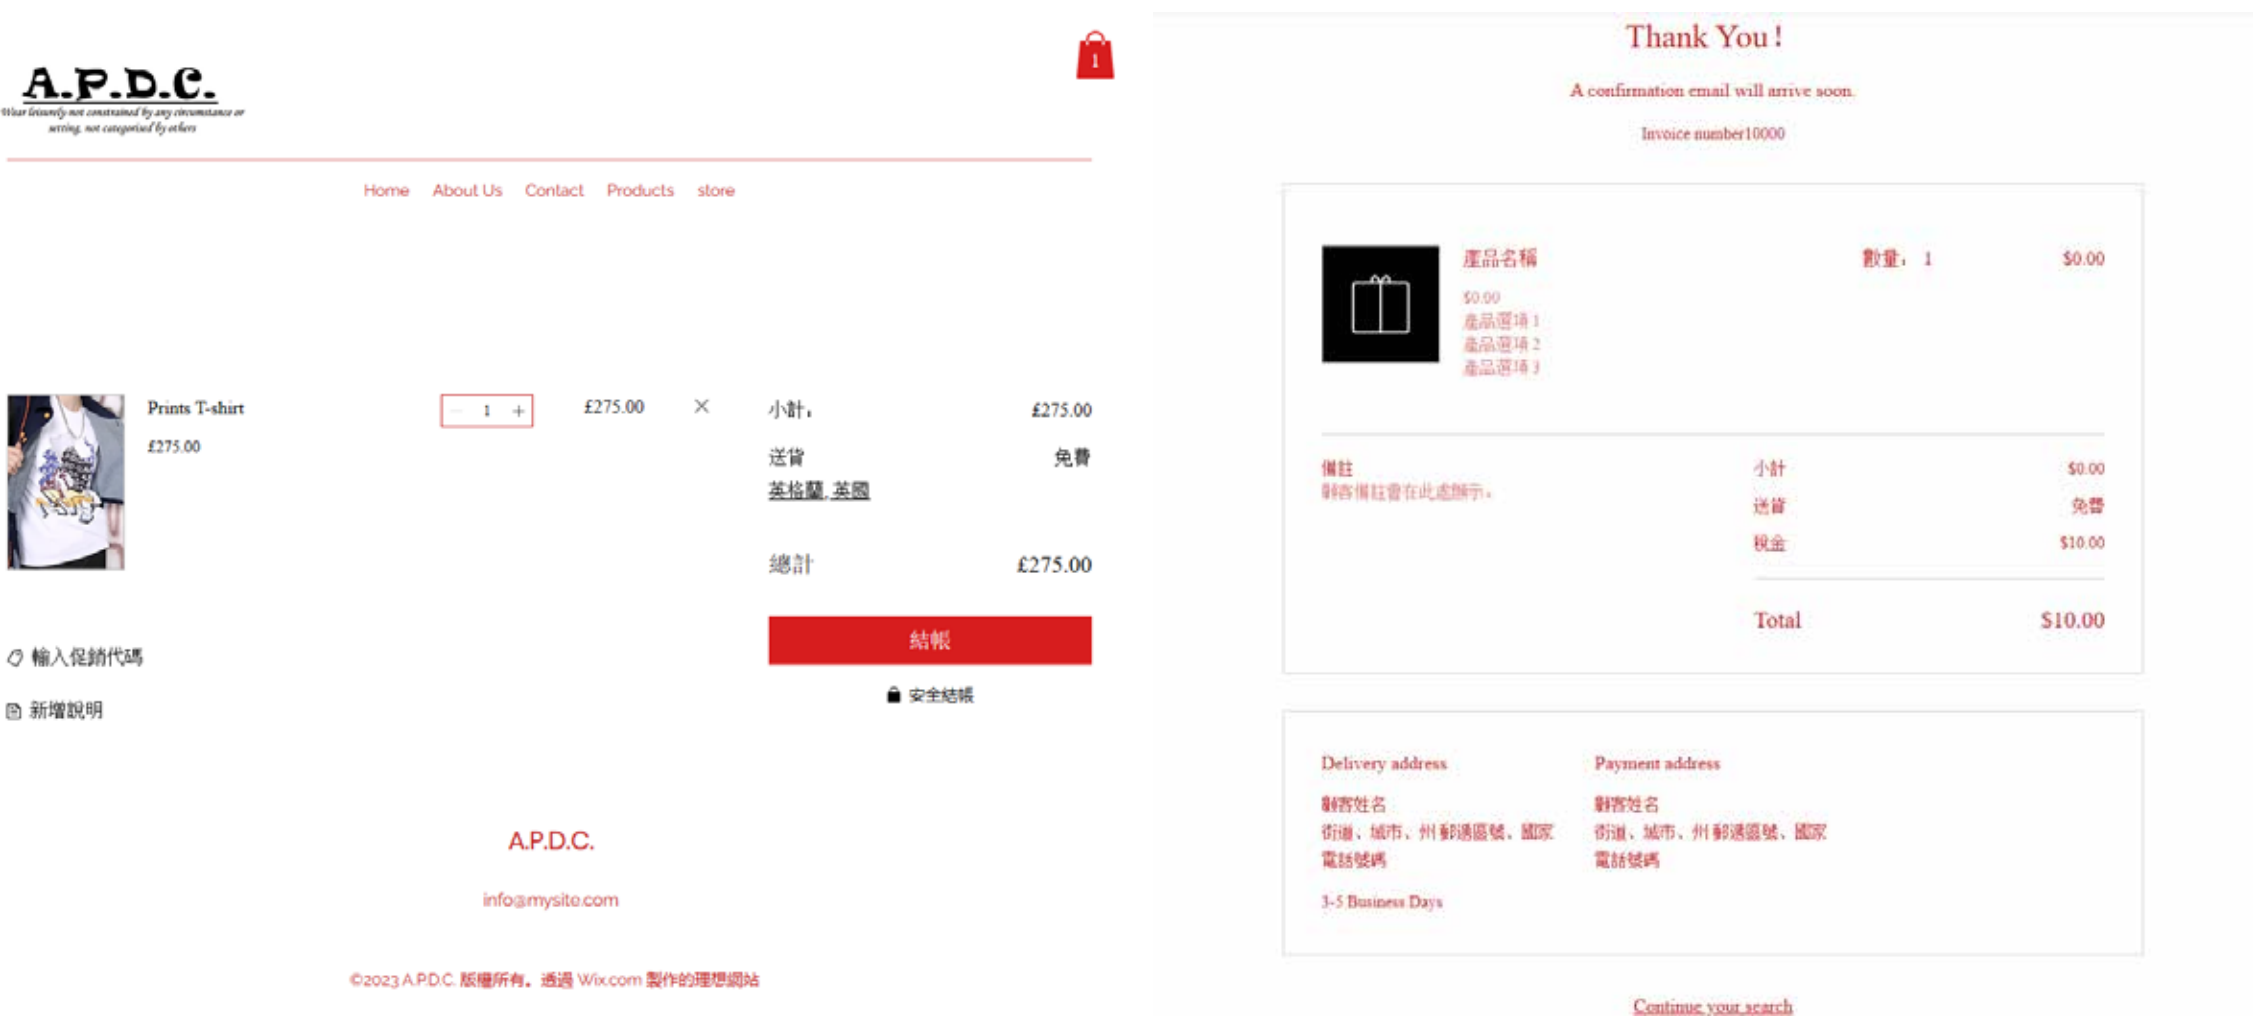 1
A.P.D.C.
Wear leisurely not constrained by any circumstance or
setting, not categorised by others
Home About Us Contact Products store
Prints T-shirt
£275.00
− 1 +
£275.00
小計：
£275.00
送貨
免費
英格蘭, 英國
總計
£275.00
結帳
安全結帳
輸入促銷代碼
新增說明
A.P.D.C.
info@mysite.com
©2023 A.P.D.C. 版權所有。透過 Wix.com 製作的理想網站
Thank You !
A confirmation email will arrive soon.
Invoice number10000
產品名稱
數量： 1
$0.00
$0.00
產品選項 1
產品選項 2
產品選項 3
備註
顧客備註會在此處顯示。
小計
$0.00
送貨
免費
稅金
$10.00
Total
$10.00
Delivery address
顧客姓名
街道、城市、州 郵遞區號、國家
電話號碼
3-5 Business Days
Payment address
顧客姓名
街道、城市、州 郵遞區號、國家
電話號碼
Continue your search